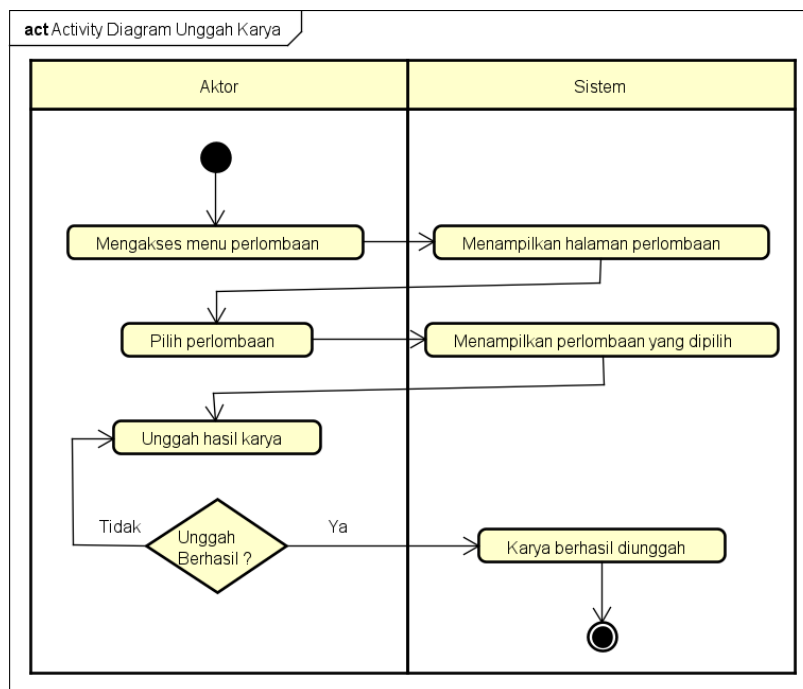 act Activity Diagram Unggah Karya
Aktor
Sistem
Mengakses menu perlombaan
Menampilkan halaman perlombaan
Pilih perlombaan
Menampilkan perlombaan yang dipilih
Unggah hasil karya
Tidak
Unggah
Berhasil ?
Ya
Karya berhasil diunggah